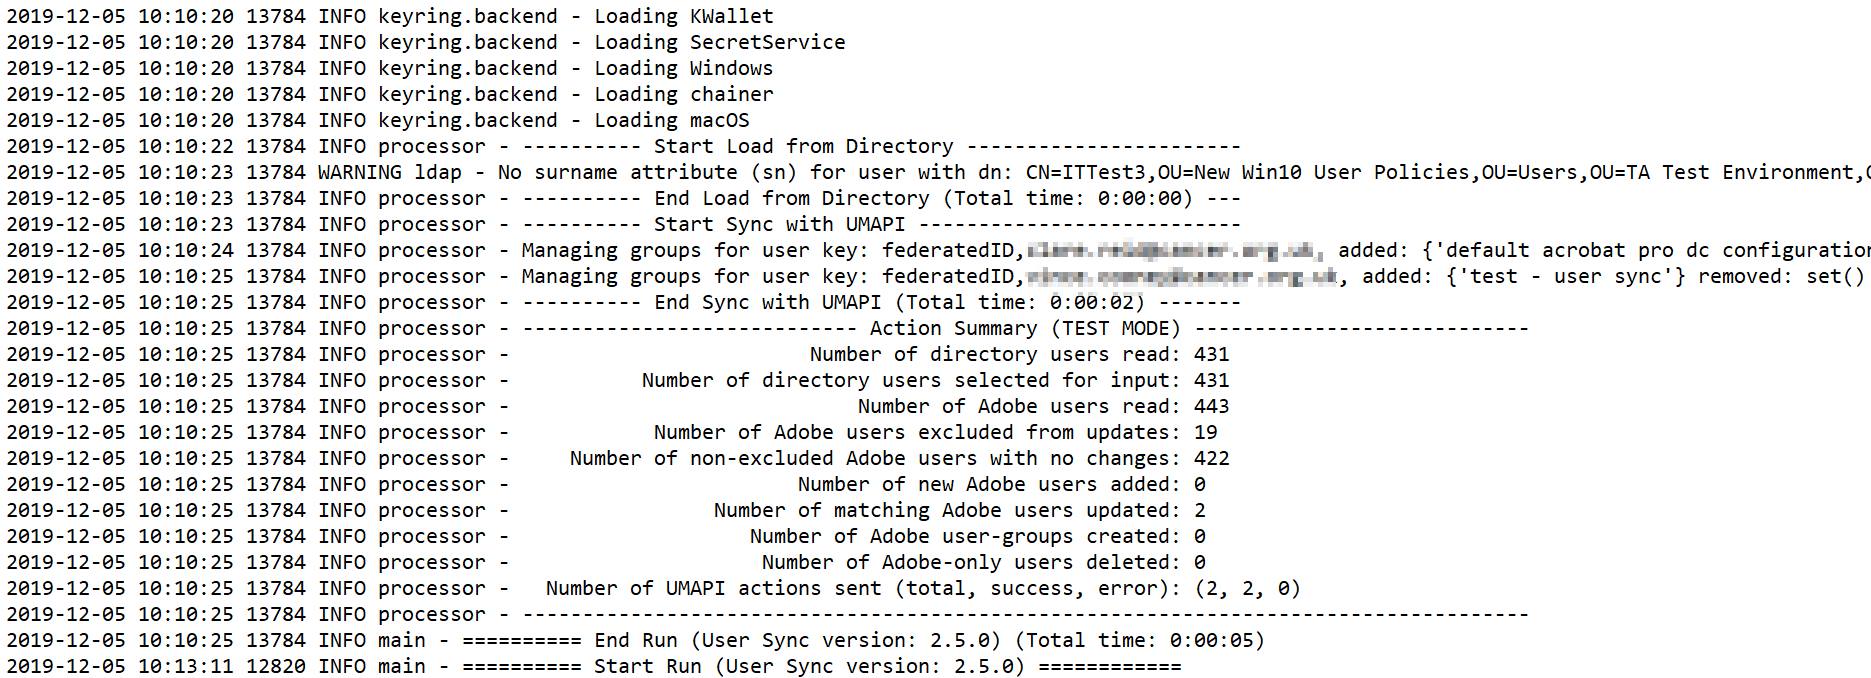 2019-12-05 10:10:20 13784 INFO keyring.backend - Loading KWallet
2019-12-05 10:10:20 13784 INFO keyring.backend - Loading SecretService
2019-12-05 10:10:20 13784 INFO keyring.backend - Loading Windows
2019-12-05 10:10:20 13784 INFO keyring.backend - Loading chainer
2019-12-05 10:10:20 13784 INFO keyring.backend - Loading macOS
2019-12-05 10:10:22 13784 INFO processor - ---------- Start Load from Directory -----------------------
2019-12-05 10:10:23 13784 WARNING ldap - No surname attribute (sn) for user with dn: CN=ITTest3,OU=New Win10 User Policies,OU=Users,OU=TA Test Environment,
2019-12-05 10:10:23 13784 INFO processor - ---------- End Load from Directory (Total time: 0:00:00) ---
2019-12-05 10:10:23 13784 INFO processor - ---------- Start Sync with UMAPI ---------------------------
2019-12-05 10:10:24 13784 INFO processor - Managing groups for user key: federatedID, added: {'default acrobat pro dc configuration
2019-12-05 10:10:25 13784 INFO processor - Managing groups for user key: federatedID, added: {'test - user sync'} removed: set()
2019-12-05 10:10:25 13784 INFO processor - ---------- End Sync with UMAPI (Total time: 0:00:02) -------
2019-12-05 10:10:25 13784 INFO processor - ---------------------------- Action Summary (TEST MODE) ----------------------------
2019-12-05 10:10:25 13784 INFO processor - Number of directory users read: 431
2019-12-05 10:10:25 13784 INFO processor - Number of directory users selected for input: 431
2019-12-05 10:10:25 13784 INFO processor - Number of Adobe users read: 443
2019-12-05 10:10:25 13784 INFO processor - Number of Adobe users excluded from updates: 19
2019-12-05 10:10:25 13784 INFO processor - Number of non-excluded Adobe users with no changes: 422
2019-12-05 10:10:25 13784 INFO processor - Number of new Adobe users added: 0
2019-12-05 10:10:25 13784 INFO processor - Number of matching Adobe users updated: 2
2019-12-05 10:10:25 13784 INFO processor - Number of Adobe user-groups created: 0
2019-12-05 10:10:25 13784 INFO processor - Number of Adobe-only users deleted: 0
2019-12-05 10:10:25 13784 INFO processor - Number of UMAPI actions sent (total, success, error): (2, 2, 0)
2019-12-05 10:10:25 13784 INFO processor - ------------------------------------------------------------------------------------
2019-12-05 10:10:25 13784 INFO main - ========== End Run (User Sync version: 2.5.0) (Total time: 0:00:05)
2019-12-05 10:13:11 12820 INFO main - ========== Start Run (User Sync version: 2.5.0) ============